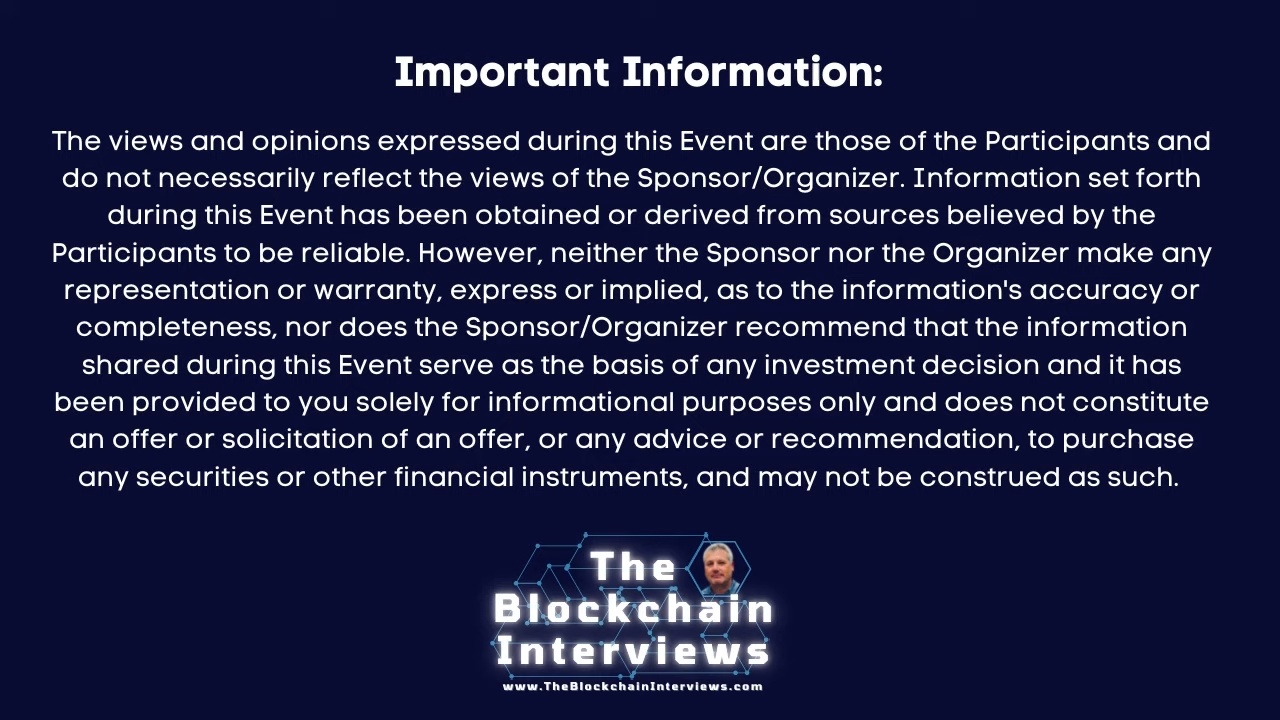 Important Information:
The views and opinions expressed during this Event are those of the Participants and
do not necessarily reflect the views of the Sponsor/Organizer. Information set forth
during this Event has been obtained or derived from sources believed by the
Participants to be reliable. However, neither the Sponsor nor the Organizer make any
representation or warranty, express or implied, as to the information's accuracy or
completeness, nor does the Sponsor/Organizer recommend that the information
shared during this Event serve as the basis of any investment decision and it has
been provided to you solely for informational purposes only and does not constitute
an offer or solicitation of an offer, or any advice or recommendation, to purchase
any securities or other financial instruments, and may not be construed as such.
The
Blockchain
Interviews
www.TheBlockchainInterviews.com